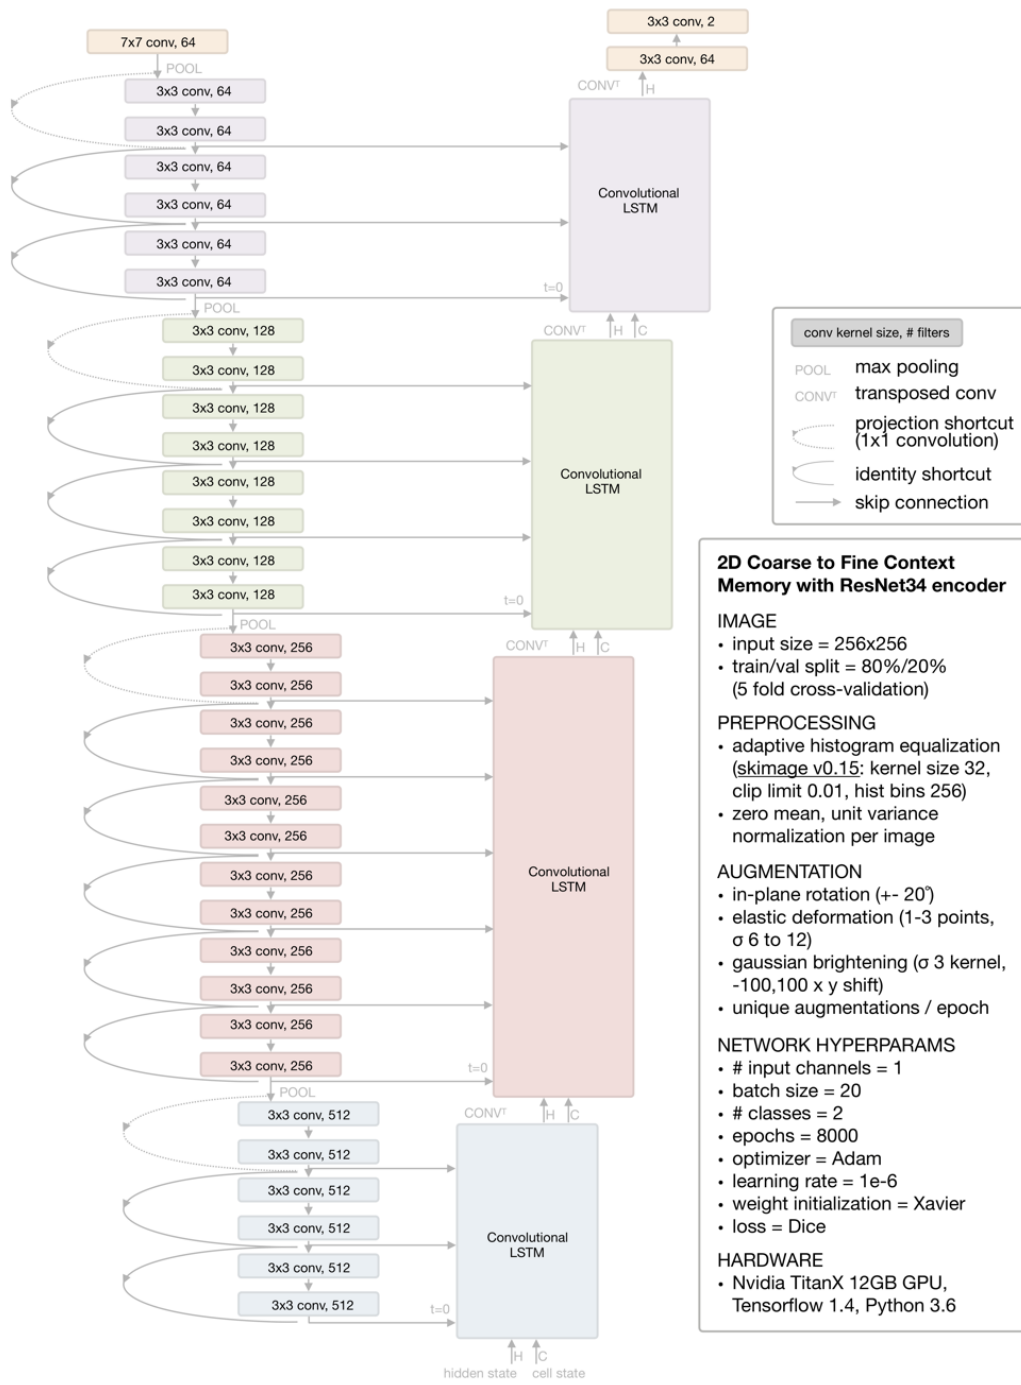 3x3 conv, 2
7x7 conv, 64
3x3 conv, 64
POOL
CONVᵀ
H
3x3 conv, 64
3x3 conv, 64
3x3 conv, 64
3x3 conv, 64
3x3 conv, 64
3x3 conv, 64
Convolutional
LSTM
t=0
POOL
CONVᵀ
H
C
3x3 conv, 128
3x3 conv, 128
3x3 conv, 128
3x3 conv, 128
3x3 conv, 128
3x3 conv, 128
3x3 conv, 128
3x3 conv, 128
Convolutional
LSTM
t=0
POOL
CONVᵀ
H
C
3x3 conv, 256
3x3 conv, 256
3x3 conv, 256
3x3 conv, 256
3x3 conv, 256
3x3 conv, 256
3x3 conv, 256
3x3 conv, 256
3x3 conv, 256
3x3 conv, 256
3x3 conv, 256
3x3 conv, 256
Convolutional
LSTM
t=0
POOL
CONVᵀ
H
C
3x3 conv, 512
3x3 conv, 512
3x3 conv, 512
3x3 conv, 512
3x3 conv, 512
3x3 conv, 512
Convolutional
LSTM
t=0
H
C
hidden state
cell state
conv kernel size, # filters
POOL max pooling
CONVᵀ transposed conv
projection shortcut
(1x1 convolution)
identity shortcut
skip connection
2D Coarse to Fine Context
Memory with ResNet34 encoder
IMAGE
• input size = 256x256
• train/val split = 80%/20%
(5 fold cross-validation)
PREPROCESSING
• adaptive histogram equalization
(skimage v0.15: kernel size 32,
clip limit 0.01, hist bins 256)
• zero mean, unit variance
normalization per image
AUGMENTATION
• in-plane rotation (+- 20°)
• elastic deformation (1-3 points,
σ 6 to 12)
• gaussian brightening (σ 3 kernel,
-100,100 x y shift)
• unique augmentations / epoch
NETWORK HYPERPARAMS
• # input channels = 1
• batch size = 20
• # classes = 2
• epochs = 8000
• optimizer = Adam
• learning rate = 1e-6
• weight initialization = Xavier
• loss = Dice
HARDWARE
• Nvidia TitanX 12GB GPU,
Tensorflow 1.4, Python 3.6